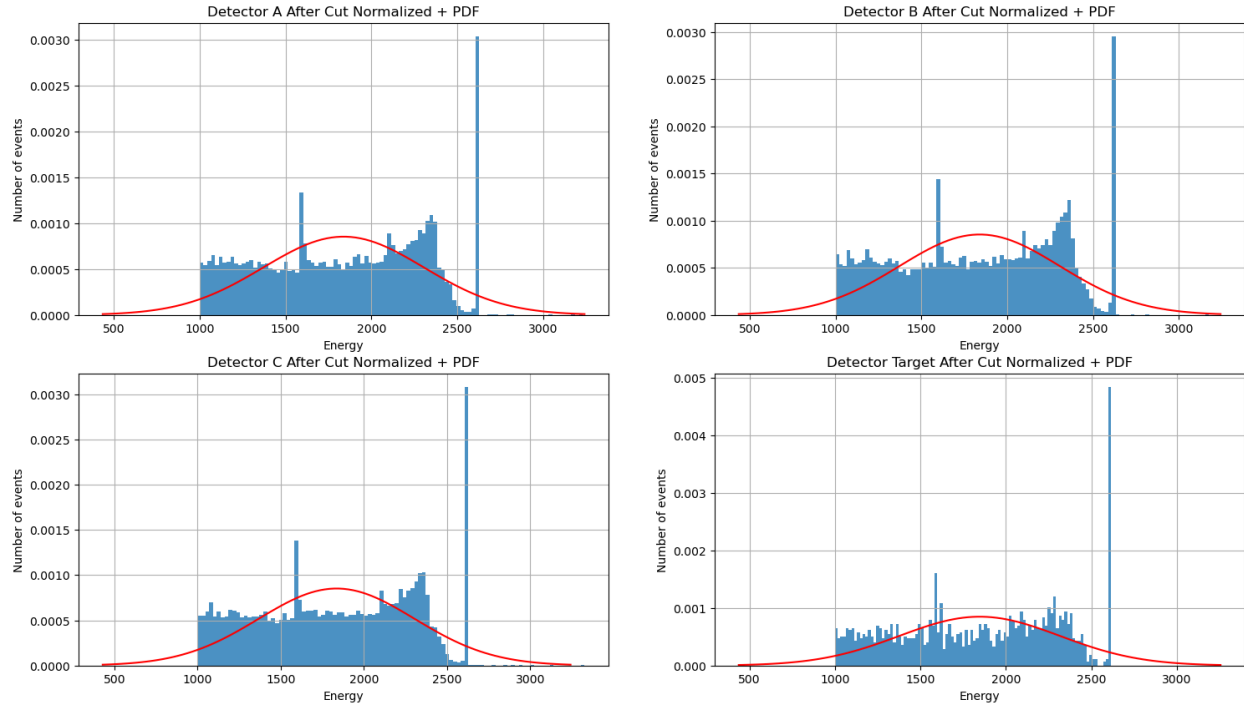 Detector A After Cut Normalized + PDF
Number of events
0.0030
0.0025
0.0020
0.0015
0.0010
0.0005
0.0000
500 1000 1500 2000 2500 3000
Energy
Detector B After Cut Normalized + PDF
Number of events
0.0030
0.0025
0.0020
0.0015
0.0010
0.0005
0.0000
500 1000 1500 2000 2500 3000
Energy
Detector C After Cut Normalized + PDF
Number of events
0.0030
0.0025
0.0020
0.0015
0.0010
0.0005
0.0000
500 1000 1500 2000 2500 3000
Energy
Detector Target After Cut Normalized + PDF
Number of events
0.005
0.004
0.003
0.002
0.001
0.000
500 1000 1500 2000 2500 3000
Energy